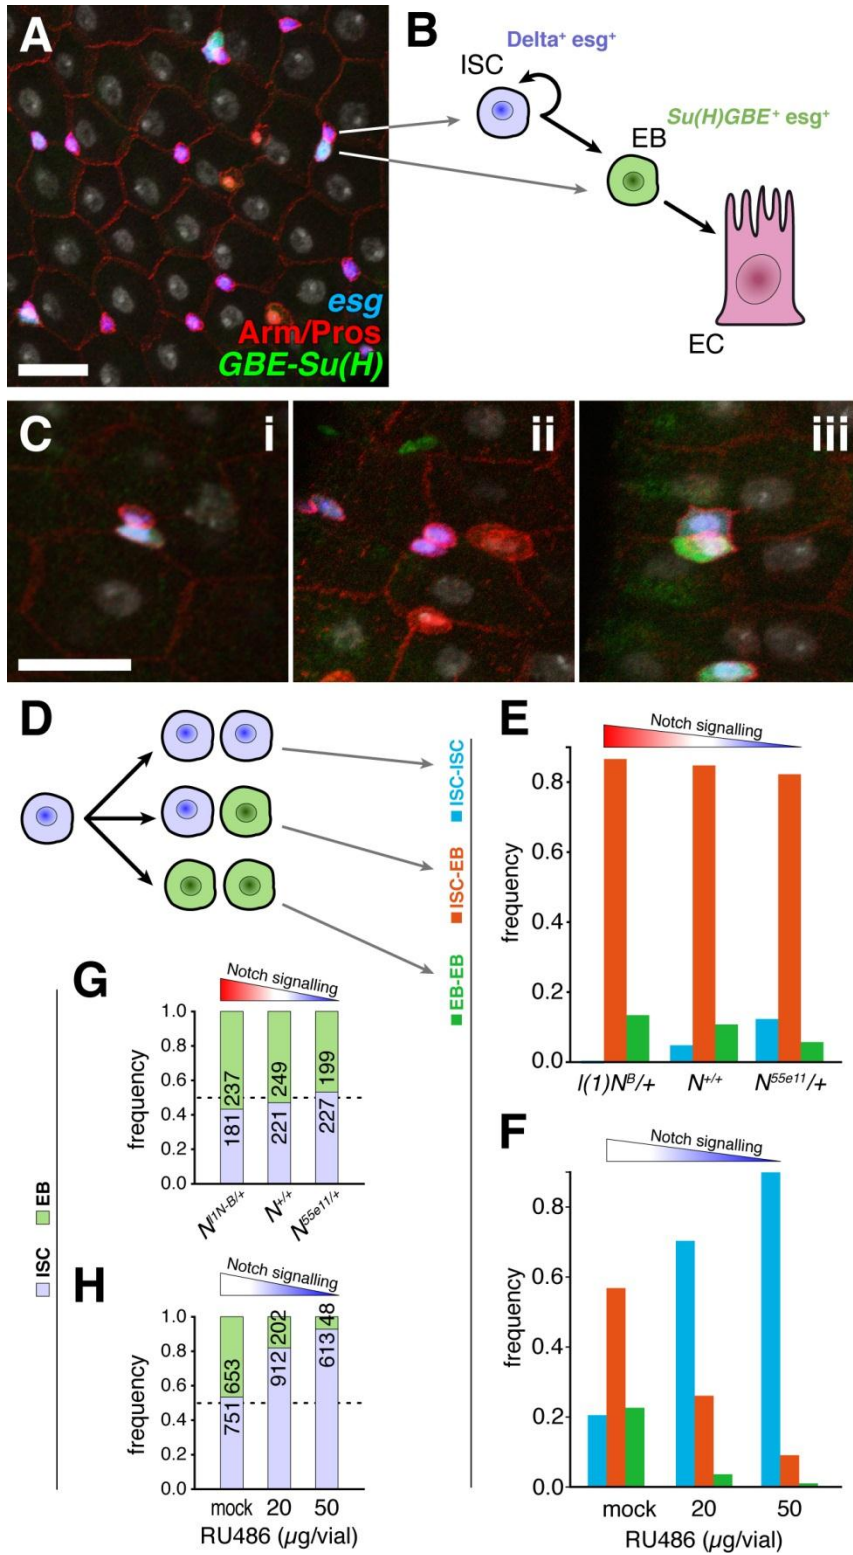 A
esg
Arm/Pros
GBE-Su(H)
B
Delta⁺ esg⁺
ISC
Su(H)GBE⁺ esg⁺
EB
EC
C
i
ii
iii
D
ISC-ISC
ISC-EB
EB-EB
E
Notch signalling
frequency
0.8
0.6
0.4
0.2
0.0
l(1)Nᴮ/+
N⁺/⁺
N⁵⁵ᵉ¹¹/+
F
Notch signalling
frequency
0.8
0.6
0.4
0.2
0.0
mock
20
50
RU486 (µg/vial)
G
Notch signalling
frequency
1.0
0.8
0.6
0.4
0.2
0.0
181 237
221 249
227 199
Nˡ¹ᴺ⁻ᴮ/⁺
N⁺/⁺
N⁵⁵ᵉ¹¹/⁺
EB
ISC
H
Notch signalling
frequency
1.0
0.8
0.6
0.4
0.2
0.0
751 653
912 202
613 48
mock
20
50
RU486 (µg/vial)